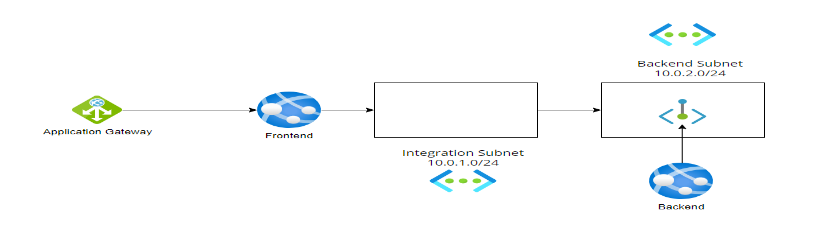 Backend Subnet
10.0.2.0/24
Application Gateway
Frontend
Integration Subnet
10.0.1.0/24
Backend